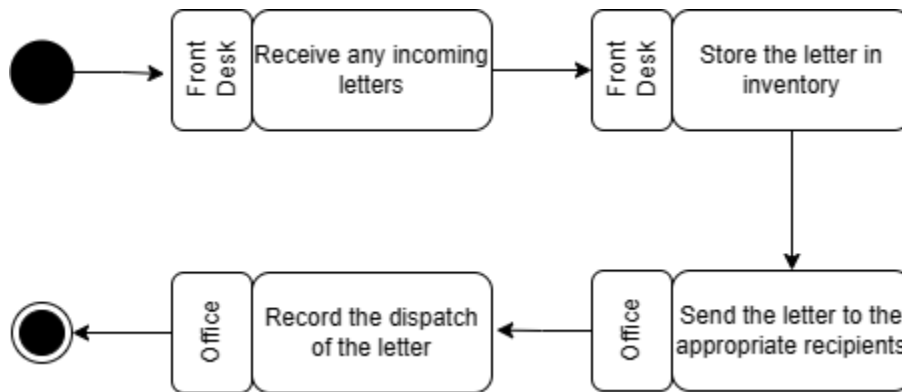 Front
Desk
Receive any incoming
letters
Front
Desk
Store the letter in
inventory
Office
Send the letter to the
appropriate recipients
Office
Record the dispatch
of the letter